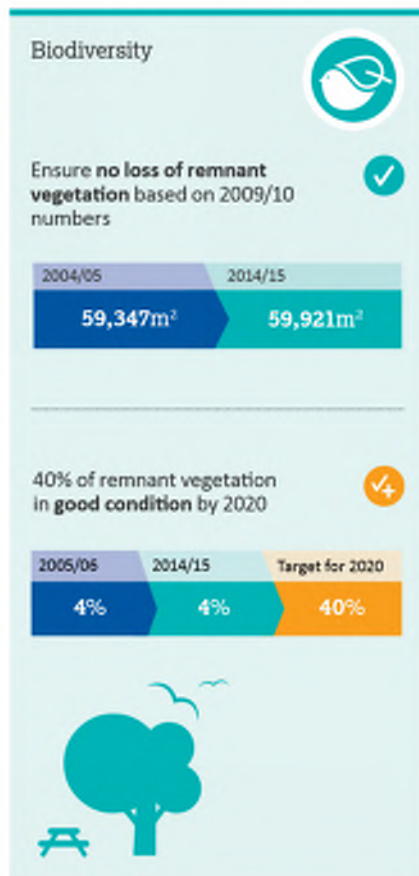 Biodiversity
Ensure no loss of remnant
vegetation based on 2009/10
numbers
2004/05 2014/15
59,347m² 59,921m²
40% of remnant vegetation
in good condition by 2020
2005/06 2014/15 Target for 2020
4% 4% 40%